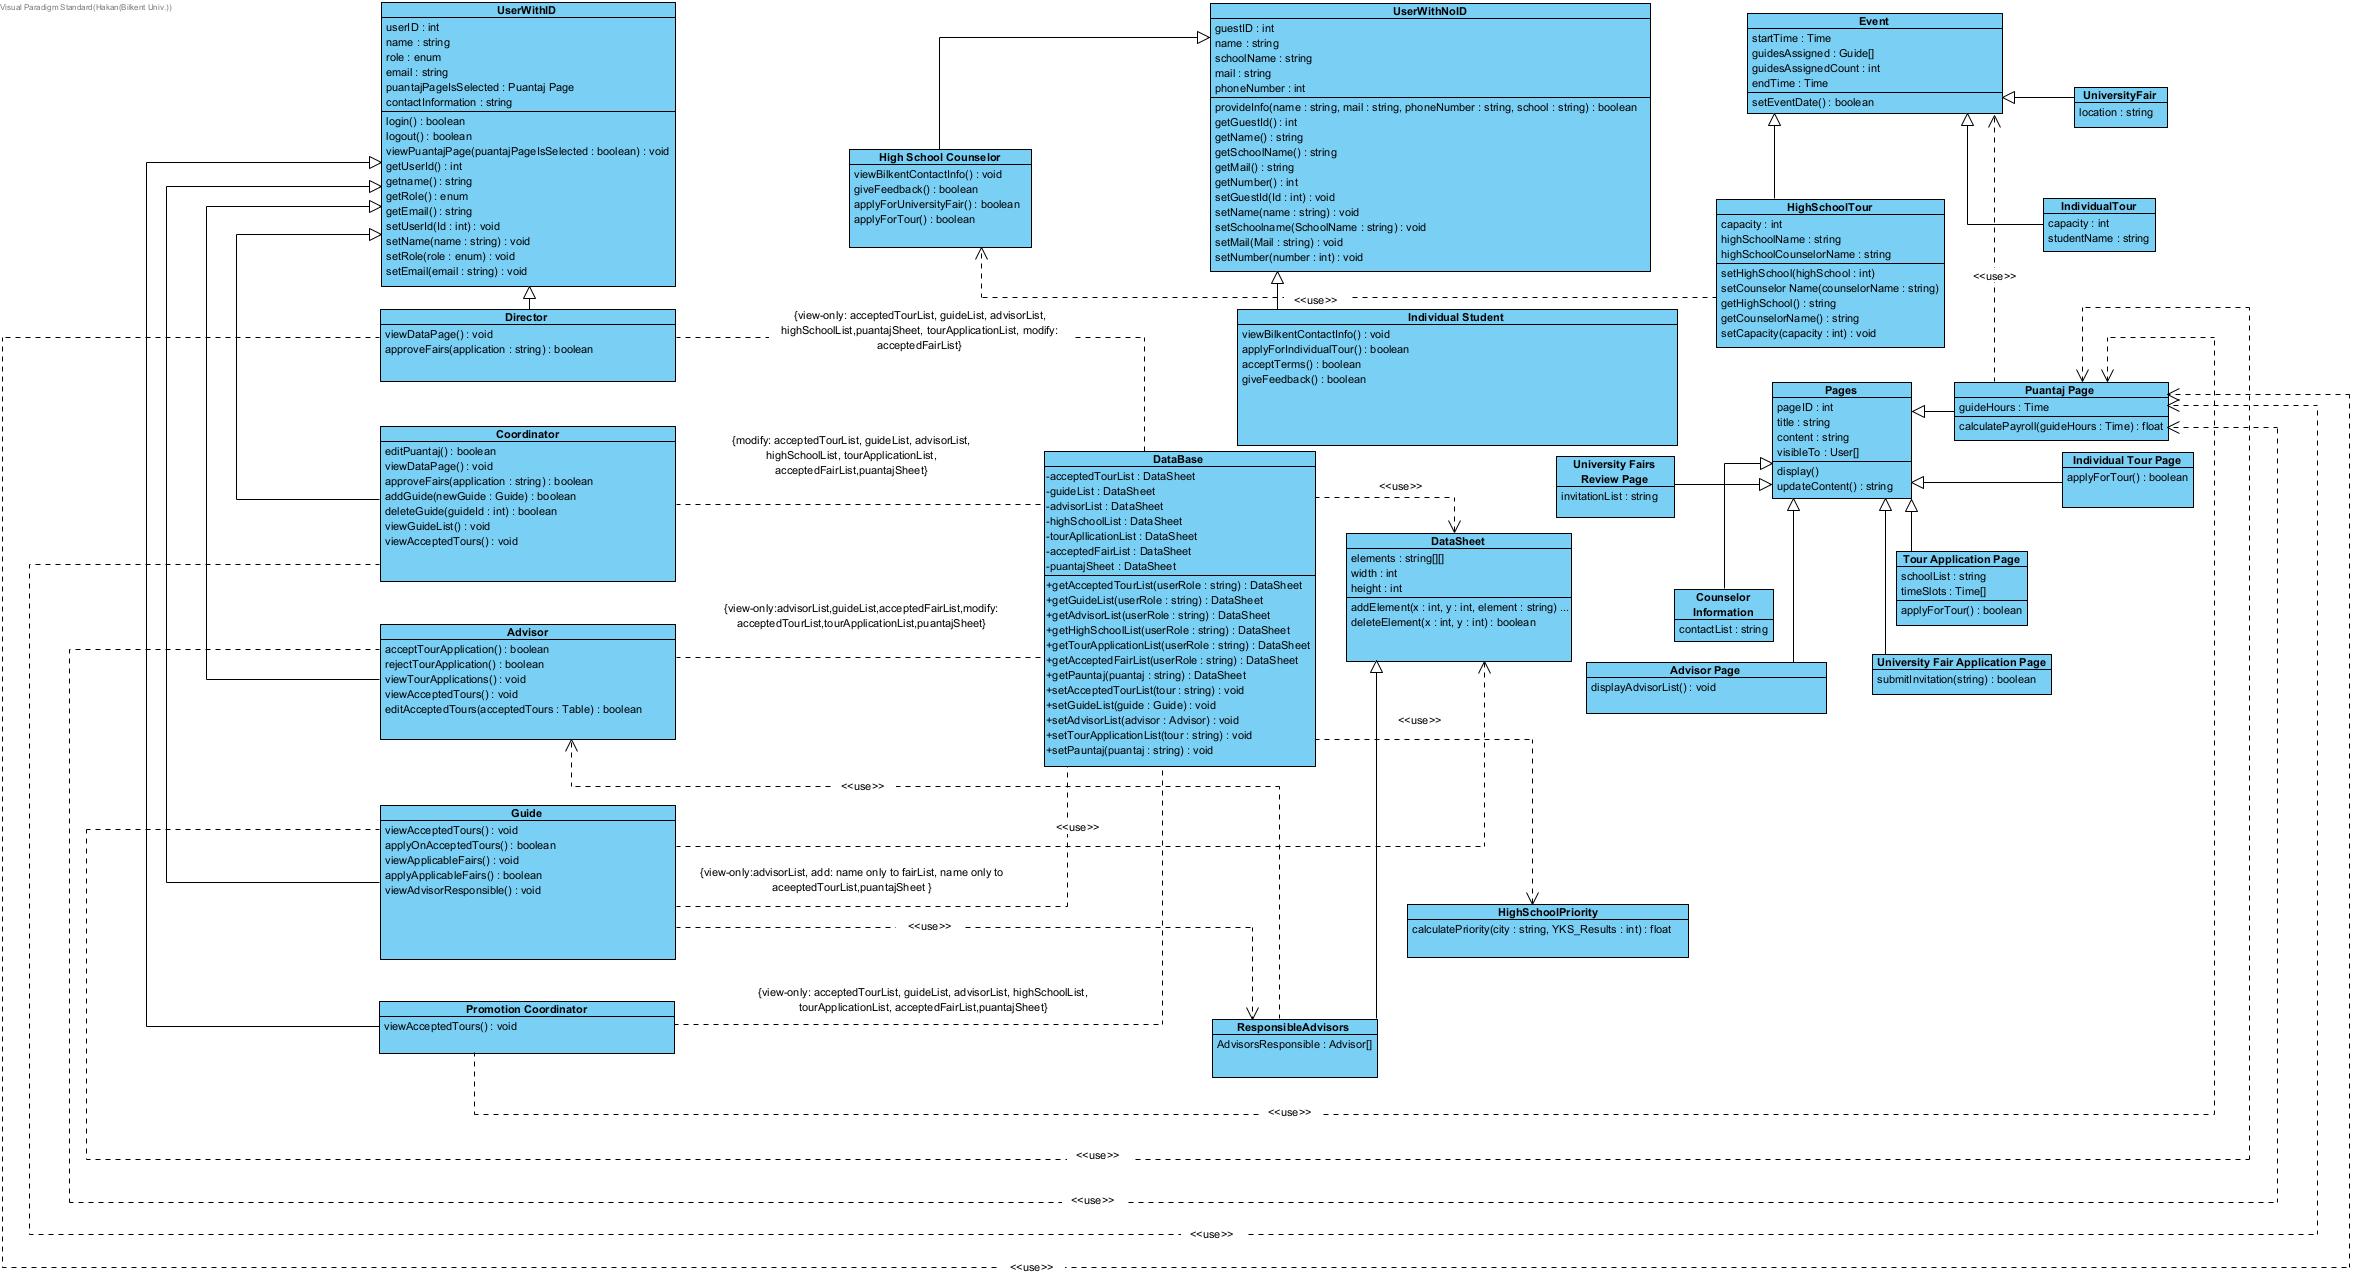 Visual Paradigm Standard(Hakan(Bilkent Univ.))
UserWithID
userID : int
name : string
role : enum
email : string
puantajPageIsSelected : Puantaj Page
contactInformation : string
login() : boolean
logout() : boolean
viewPuantajPage(puantajPageIsSelected : boolean) : void
getUserId() : int
getname() : string
getRole() : enum
getEmail() : string
setUserId(Id : int) : void
setName(name : string) : void
setRole(role : enum) : void
setEmail(email : string) : void
UserWithNoID
guestID : int
name : string
schoolName : string
mail : string
phoneNumber : int
provideInfo(name : string, mail : string, phoneNumber : string, school : string) : boolean
getGuestId() : int
getName() : string
getSchoolName() : string
getMail() : string
getNumber() : int
setGuestId(Id : int) : void
setName(name : string) : void
setSchoolname(SchoolName : string) : void
setMail(Mail : string) : void
setNumber(number : int) : void
Event
startTime : Time
guidesAssigned : Guide[]
guidesAssignedCount : int
endTime : Time
setEventDate() : boolean
UniversityFair
location : string
High School Counselor
viewBilkentContactInfo() : void
giveFeedback() : boolean
applyForUniversityFair() : boolean
applyForTour() : boolean
HighSchoolTour
capacity : int
highSchoolName : string
highSchoolCounselorName : string
setHighSchool(highSchool : int)
setCounselor Name(counselorName : string)
getHighSchool() : string
getCounselorName() : string
setCapacity(capacity : int) : void
IndividualTour
capacity : int
studentName : string
<<use>>
<<use>>
Director
viewDataPage() : void
approveFairs(application : string) : boolean
{view-only: acceptedTourList, guideList, advisorList,
highSchoolList,puantajSheet, tourApplicationList, modify:
acceptedFairList}
Individual Student
viewBilkentContactInfo() : void
applyForIndividualTour() : boolean
acceptTerms() : boolean
giveFeedback() : boolean
Pages
pageID : int
title : string
content : string
visibleTo : User[]
display()
updateContent() : string
Puantaj Page
guideHours : Time
calculatePayroll(guideHours : Time) : float
Coordinator
editPuantaj() : boolean
viewDataPage() : void
approveFairs(application : string) : boolean
addGuide(newGuide : Guide) : boolean
deleteGuide(guideId : int) : boolean
viewGuideList() : void
viewAcceptedTours() : void
{modify: acceptedTourList, guideList, advisorList,
highSchoolList, tourApplicationList,
acceptedFairList,puantajSheet}
DataBase
-acceptedTourList : DataSheet
-guideList : DataSheet
-advisorList : DataSheet
-highSchoolList : DataSheet
-tourApllicationList : DataSheet
-acceptedFairList : DataSheet
-puantajSheet : DataSheet
+getAcceptedTourList(userRole : string) : DataSheet
+getGuideList(userRole : string) : DataSheet
+getAdvisorList(userRole : string) : DataSheet
+getHighSchoolList(userRole : string) : DataSheet
+getTourApplicationList(userRole : string) : DataSheet
+getAcceptedFairList(userRole : string) : DataSheet
+getPauntaj(puantaj : string) : DataSheet
+setAcceptedTourList(tour : string) : void
+setGuideList(guide : Guide) : void
+setAdvisorList(advisor : Advisor) : void
+setTourApplicationList(tour : string) : void
+setPauntaj(puantaj : string) : void
<<use>>
University Fairs
Review Page
invitationList : string
Individual Tour Page
applyForTour() : boolean
DataSheet
elements : string[][]
width : int
height : int
addElement(x : int, y : int, element : string) ...
deleteElement(x : int, y : int) : boolean
Tour Application Page
schoolList : string
timeSlots : Time[]
applyForTour() : boolean
Counselor
Information
contactList : string
Advisor Page
displayAdvisorList() : void
University Fair Application Page
submitInvitation(string) : boolean
{view-only:advisorList,guideList,acceptedFairList,modify:
acceptedTourList,tourApplicationList,puantajSheet}
Advisor
acceptTourApplication() : boolean
rejectTourApplication() : boolean
viewTourApplications() : void
viewAcceptedTours() : void
editAcceptedTours(acceptedTours : Table) : boolean
<<use>>
<<use>>
<<use>>
Guide
viewAcceptedTours() : void
applyOnAcceptedTours() : boolean
viewApplicableFairs() : void
applyApplicableFairs() : boolean
viewAdvisorResponsible() : void
{view-only:advisorList, add: name only to fairList, name only to
aceeptedTourList,puantajSheet }
<<use>>
HighSchoolPriority
calculatePriority(city : string, YKS_Results : int) : float
Promotion Coordinator
viewAcceptedTours() : void
{view-only: acceptedTourList, guideList, advisorList, highSchoolList,
tourApplicationList, acceptedFairList,puantajSheet}
ResponsibleAdvisors
AdvisorsResponsible : Advisor[]
<<use>>
<<use>>
<<use>>
<<use>>
<<use>>